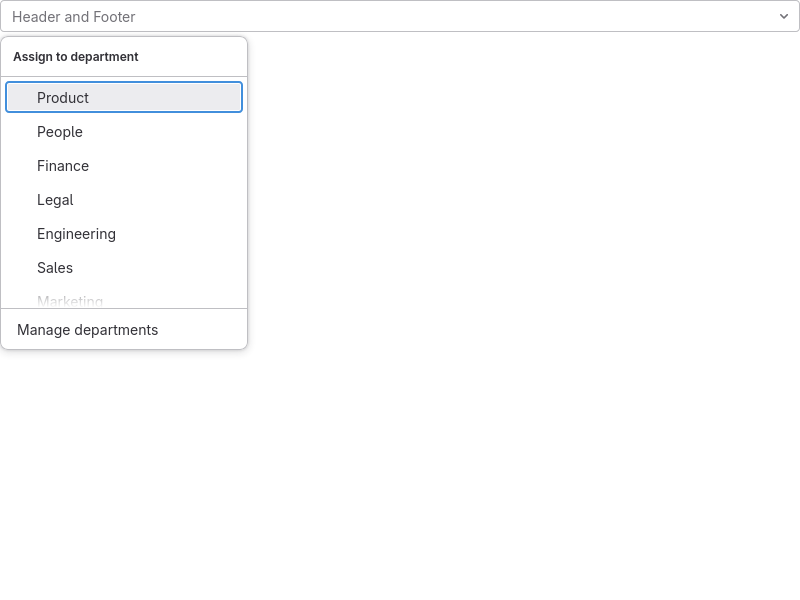 Header and Footer
Assign to department
Product
People
Finance
Legal
Engineering
Sales
Marketing
Manage departments